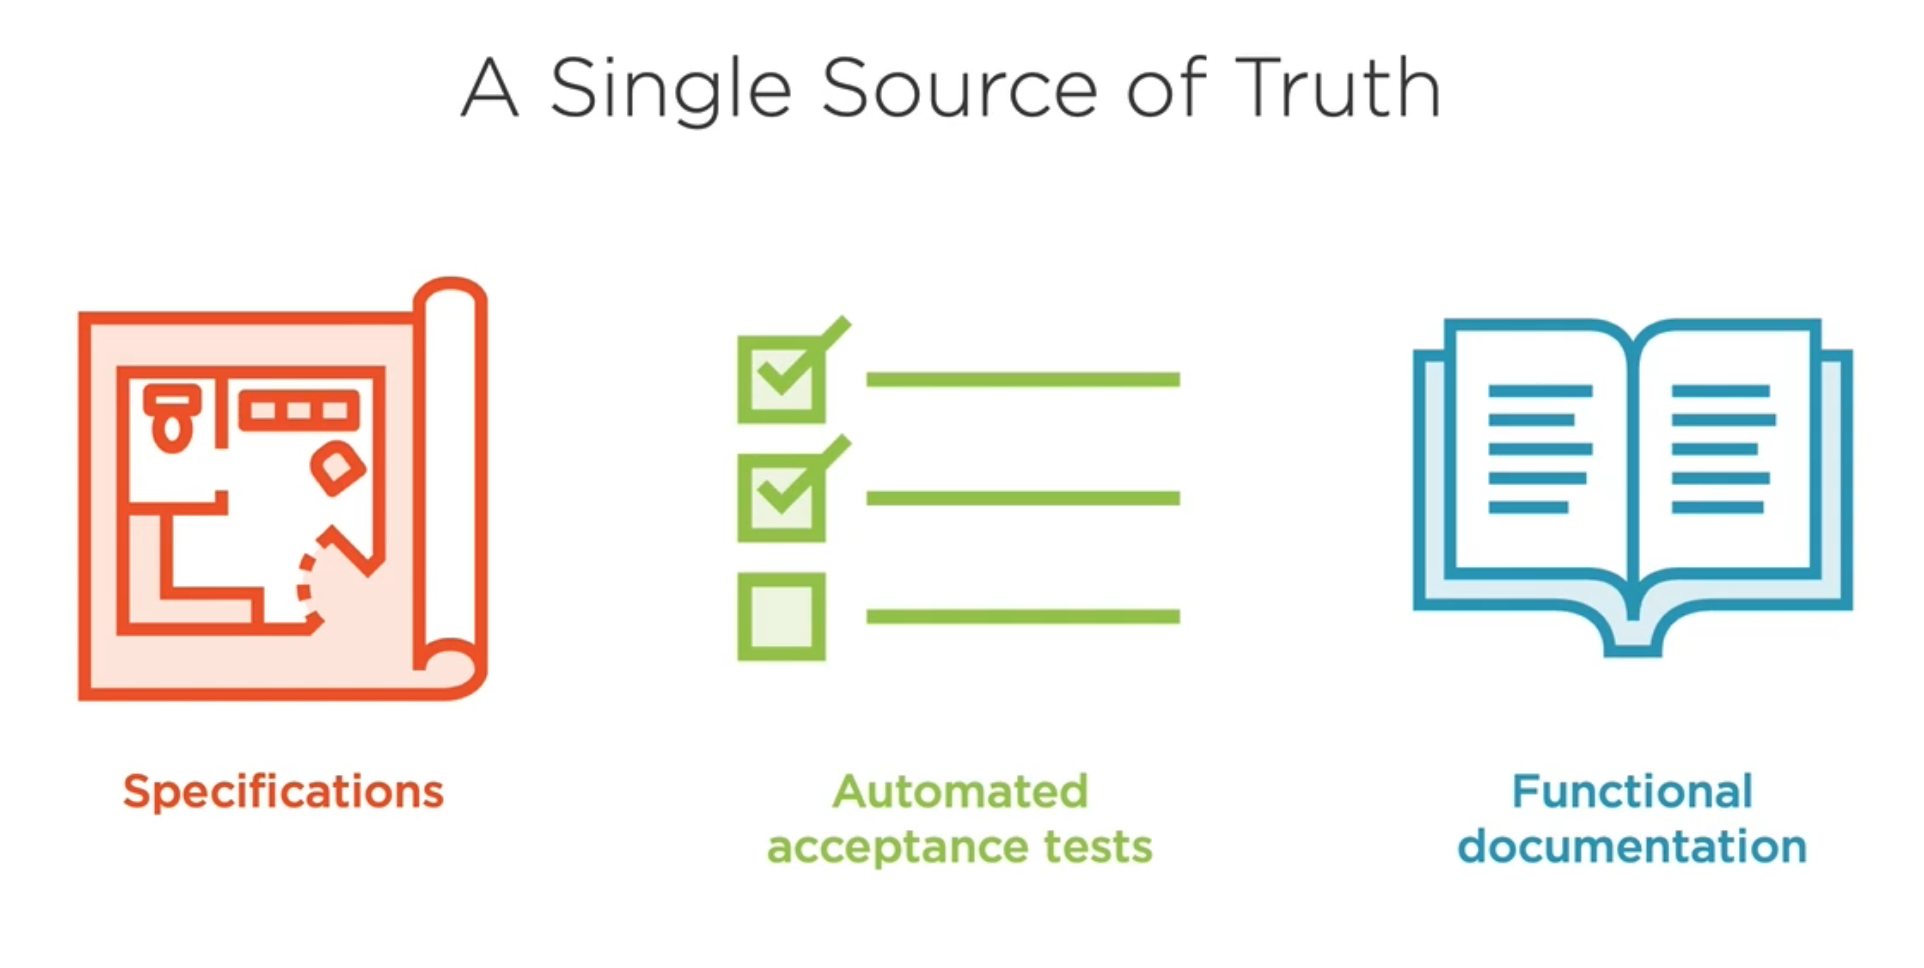 A Single Source of Truth
Specifications
Automated
acceptance tests
Functional
documentation